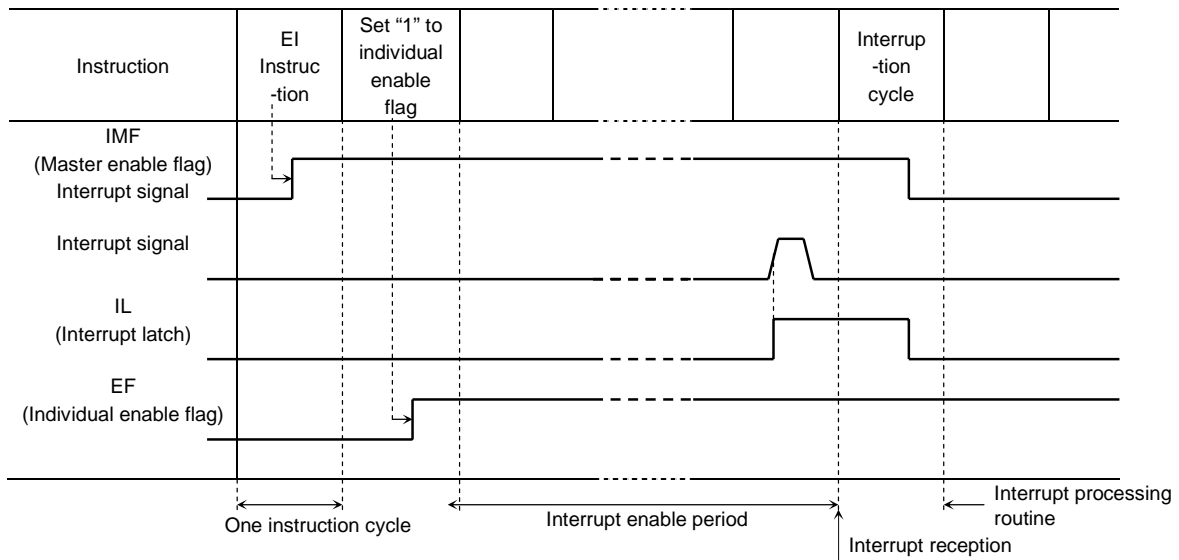 Instruction
EI
Instruc
-tion
Set “1” to
individual
enable
flag
Interrup
-tion
cycle
IMF
(Master enable flag)
Interrupt signal
Interrupt signal
IL
(Interrupt latch)
EF
(Individual enable flag)
One instruction cycle
Interrupt enable period
Interrupt processing
routine
Interrupt reception